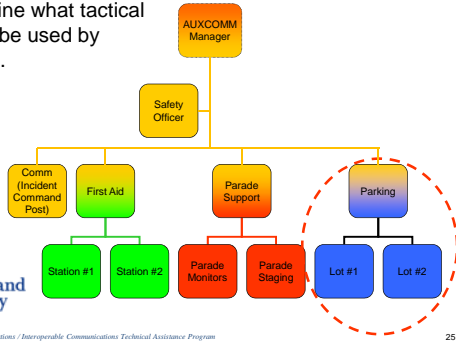 ine what tactical
be used by
.
AUXCOMM
Manager
Safety
Officer
Comm
(Incident
Command
Post)
First Aid
Parade
Support
Parking
Station #1
Station #2
Parade
Monitors
Parade
Staging
Lot #1
Lot #2
and
y
tions / Interoperable Communications Technical Assistance Program
25